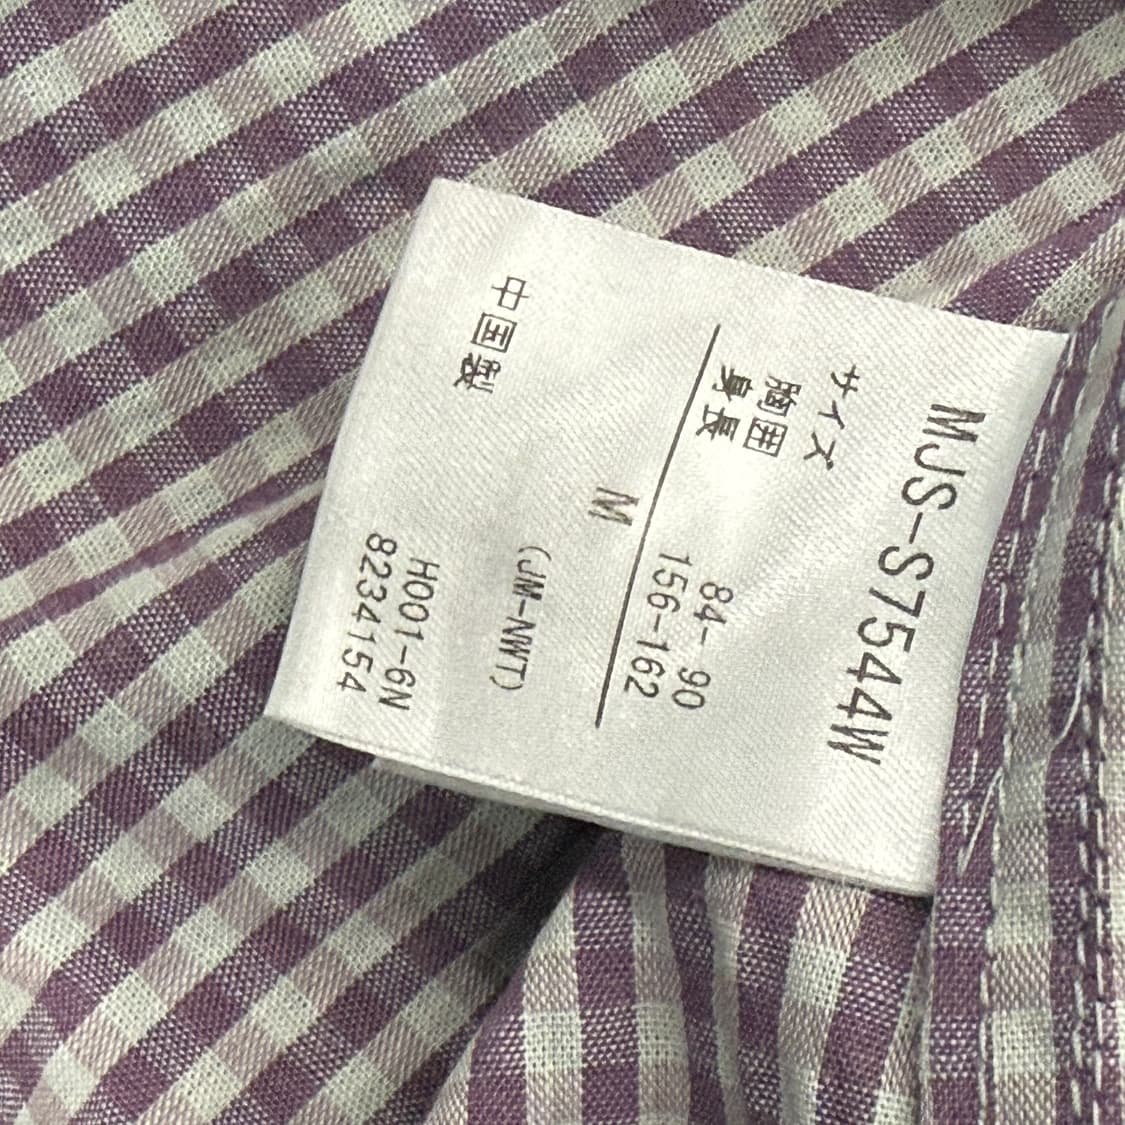 MJS-S7544W
サイズ
胸囲 84- 90
身長 156-162
M
(JM-NWT)
中国製 H001-6N
8234154